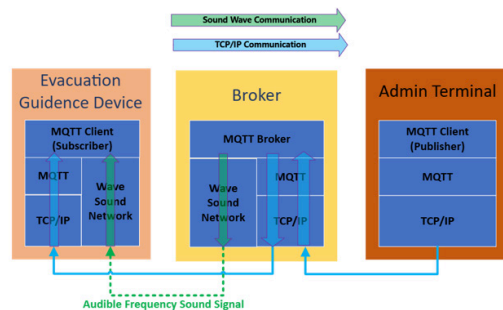 Sound Wave Communication
TCP/IP Communication
Evacuation
Guidance Device
MQTT Client
(Subscriber)
MQTT
TCP/IP
Wave
Sound
Network
Broker
MQTT Broker
Wave
Sound
Network
MQTT
TCP/IP
Admin Terminal
MQTT Client
(Publisher)
MQTT
TCP/IP
Audible Frequency Sound Signal